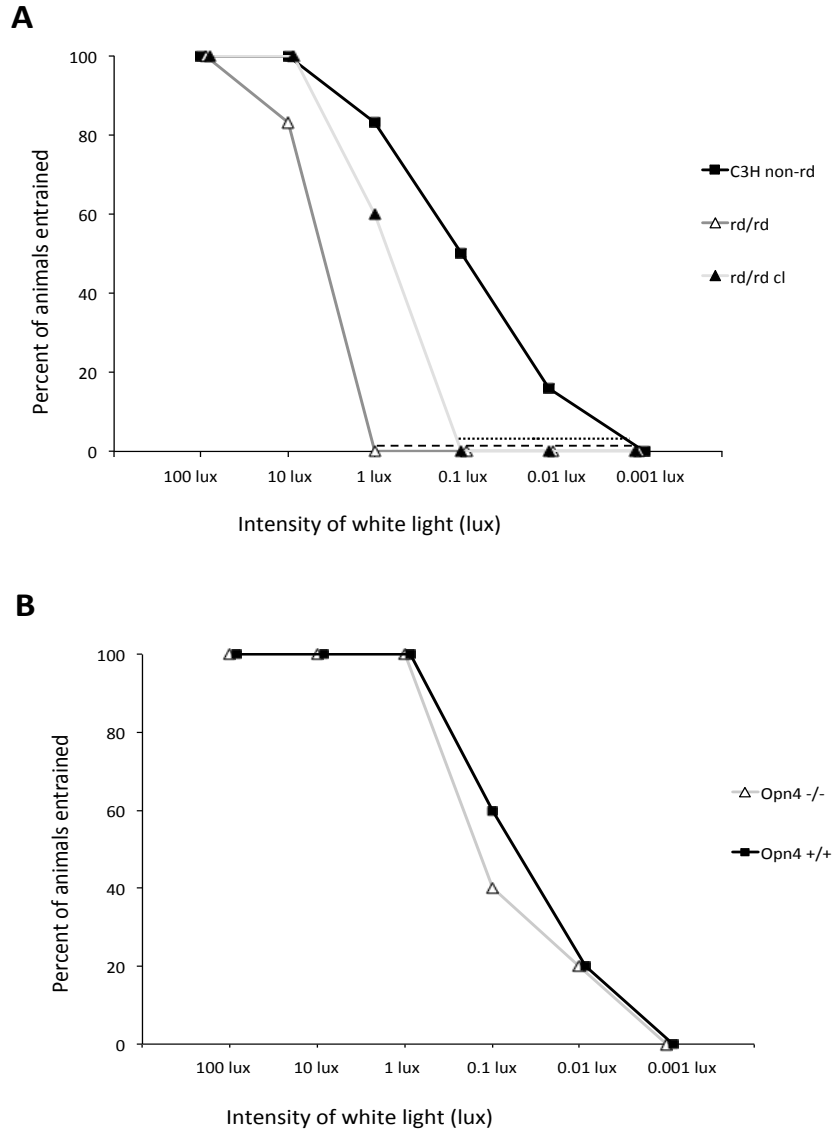 A
100
80
60
40
20
0
Percent of animals entrained
100 lux 10 lux 1 lux 0.1 lux 0.01 lux 0.001 lux
Intensity of white light (lux)
C3H non-rd
rd/rd
rd/rd cl
B
100
80
60
40
20
0
Percent of animals entrained
100 lux 10 lux 1 lux 0.1 lux 0.01 lux 0.001 lux
Intensity of white light (lux)
Opn4 -/-
Opn4 +/+